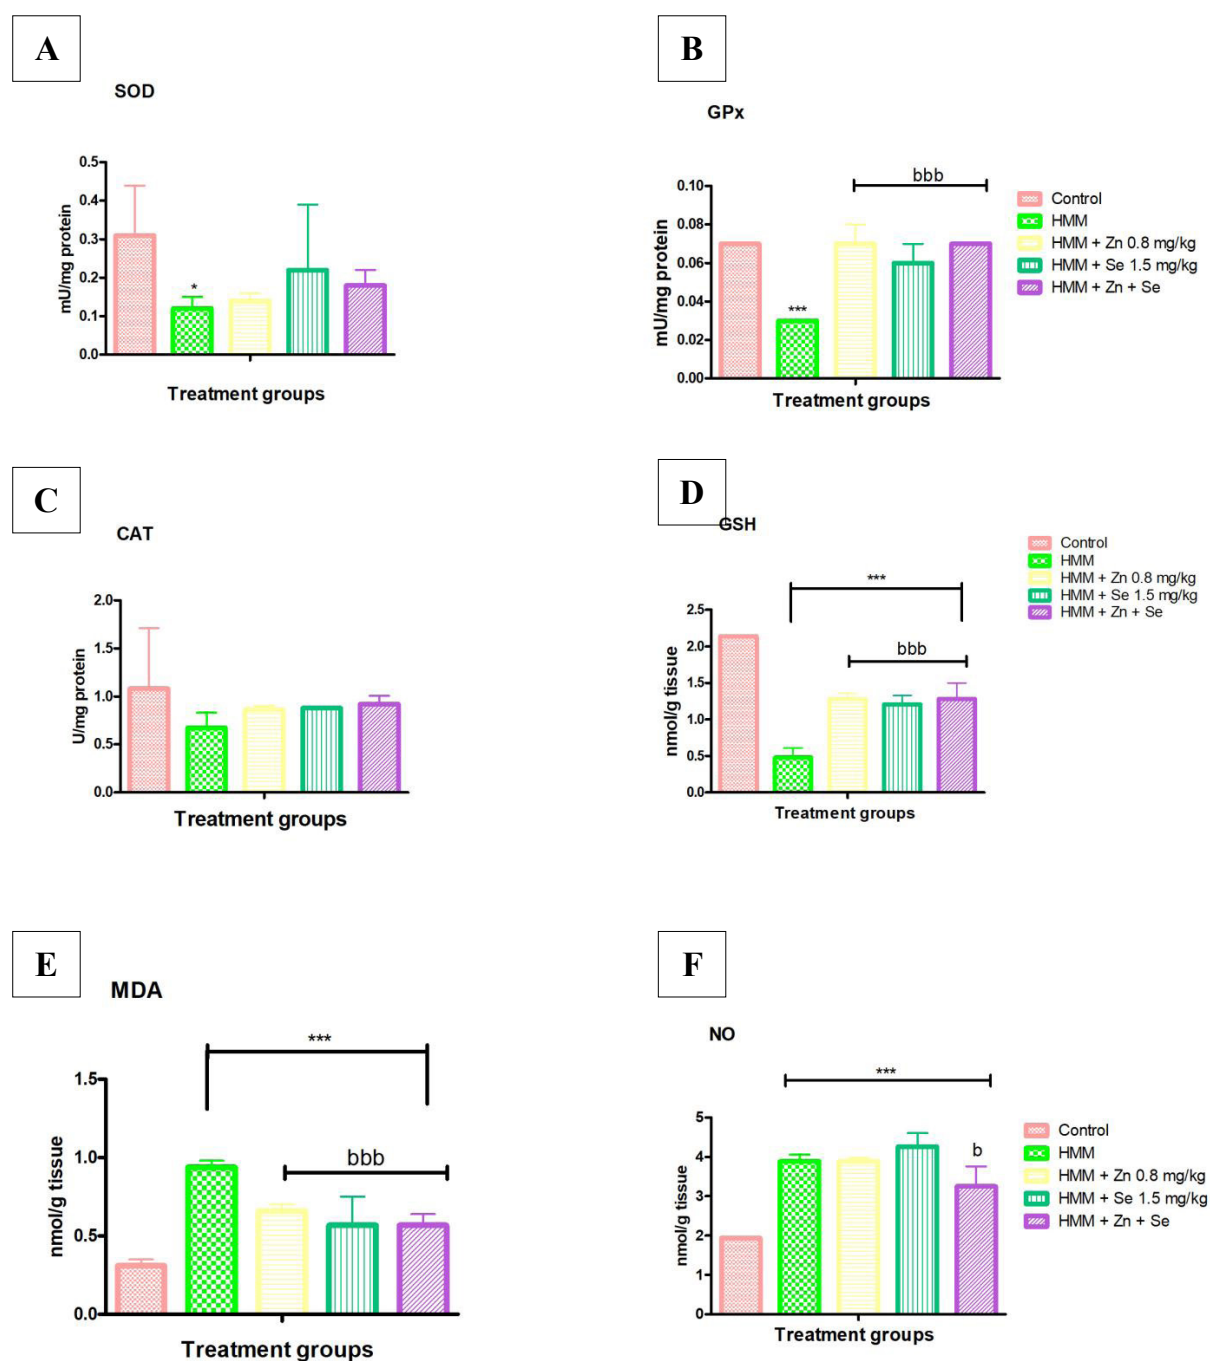 A
SOD
mU/mg protein
0.5
0.4
0.3
0.2
0.1
0.0
*
Treatment groups
B
GPx
mU/mg protein
0.10
0.08
0.06
0.04
0.02
0.00
***
bbb
Treatment groups
Control
HMM
HMM + Zn 0.8 mg/kg
HMM + Se 1.5 mg/kg
HMM + Zn + Se
C
CAT
U/mg protein
2.0
1.5
1.0
0.5
0.0
Treatment groups
D
GSH
nmol/g tissue
2.5
2.0
1.5
1.0
0.5
0.0
***
bbb
Treatment groups
Control
HMM
HMM + Zn 0.8 mg/kg
HMM + Se 1.5 mg/kg
HMM + Zn + Se
E
MDA
nmol/g tissue
1.5
1.0
0.5
0.0
***
bbb
Treatment groups
F
NO
nmol/g tissue
5
4
3
2
1
0
***
b
Treatment groups
Control
HMM
HMM + Zn 0.8 mg/kg
HMM + Se 1.5 mg/kg
HMM + Zn + Se